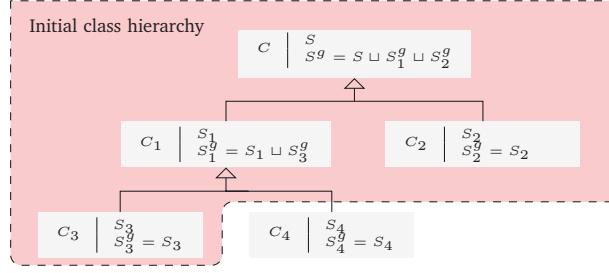 Initial class hierarchy
C S
S^g = S ⊔ S_1^g ⊔ S_2^g
C_1 S_1
S_1^g = S_1 ⊔ S_3^g
C_2 S_2
S_2^g = S_2
C_3 S_3
S_3^g = S_3
C_4 S_4
S_4^g = S_4